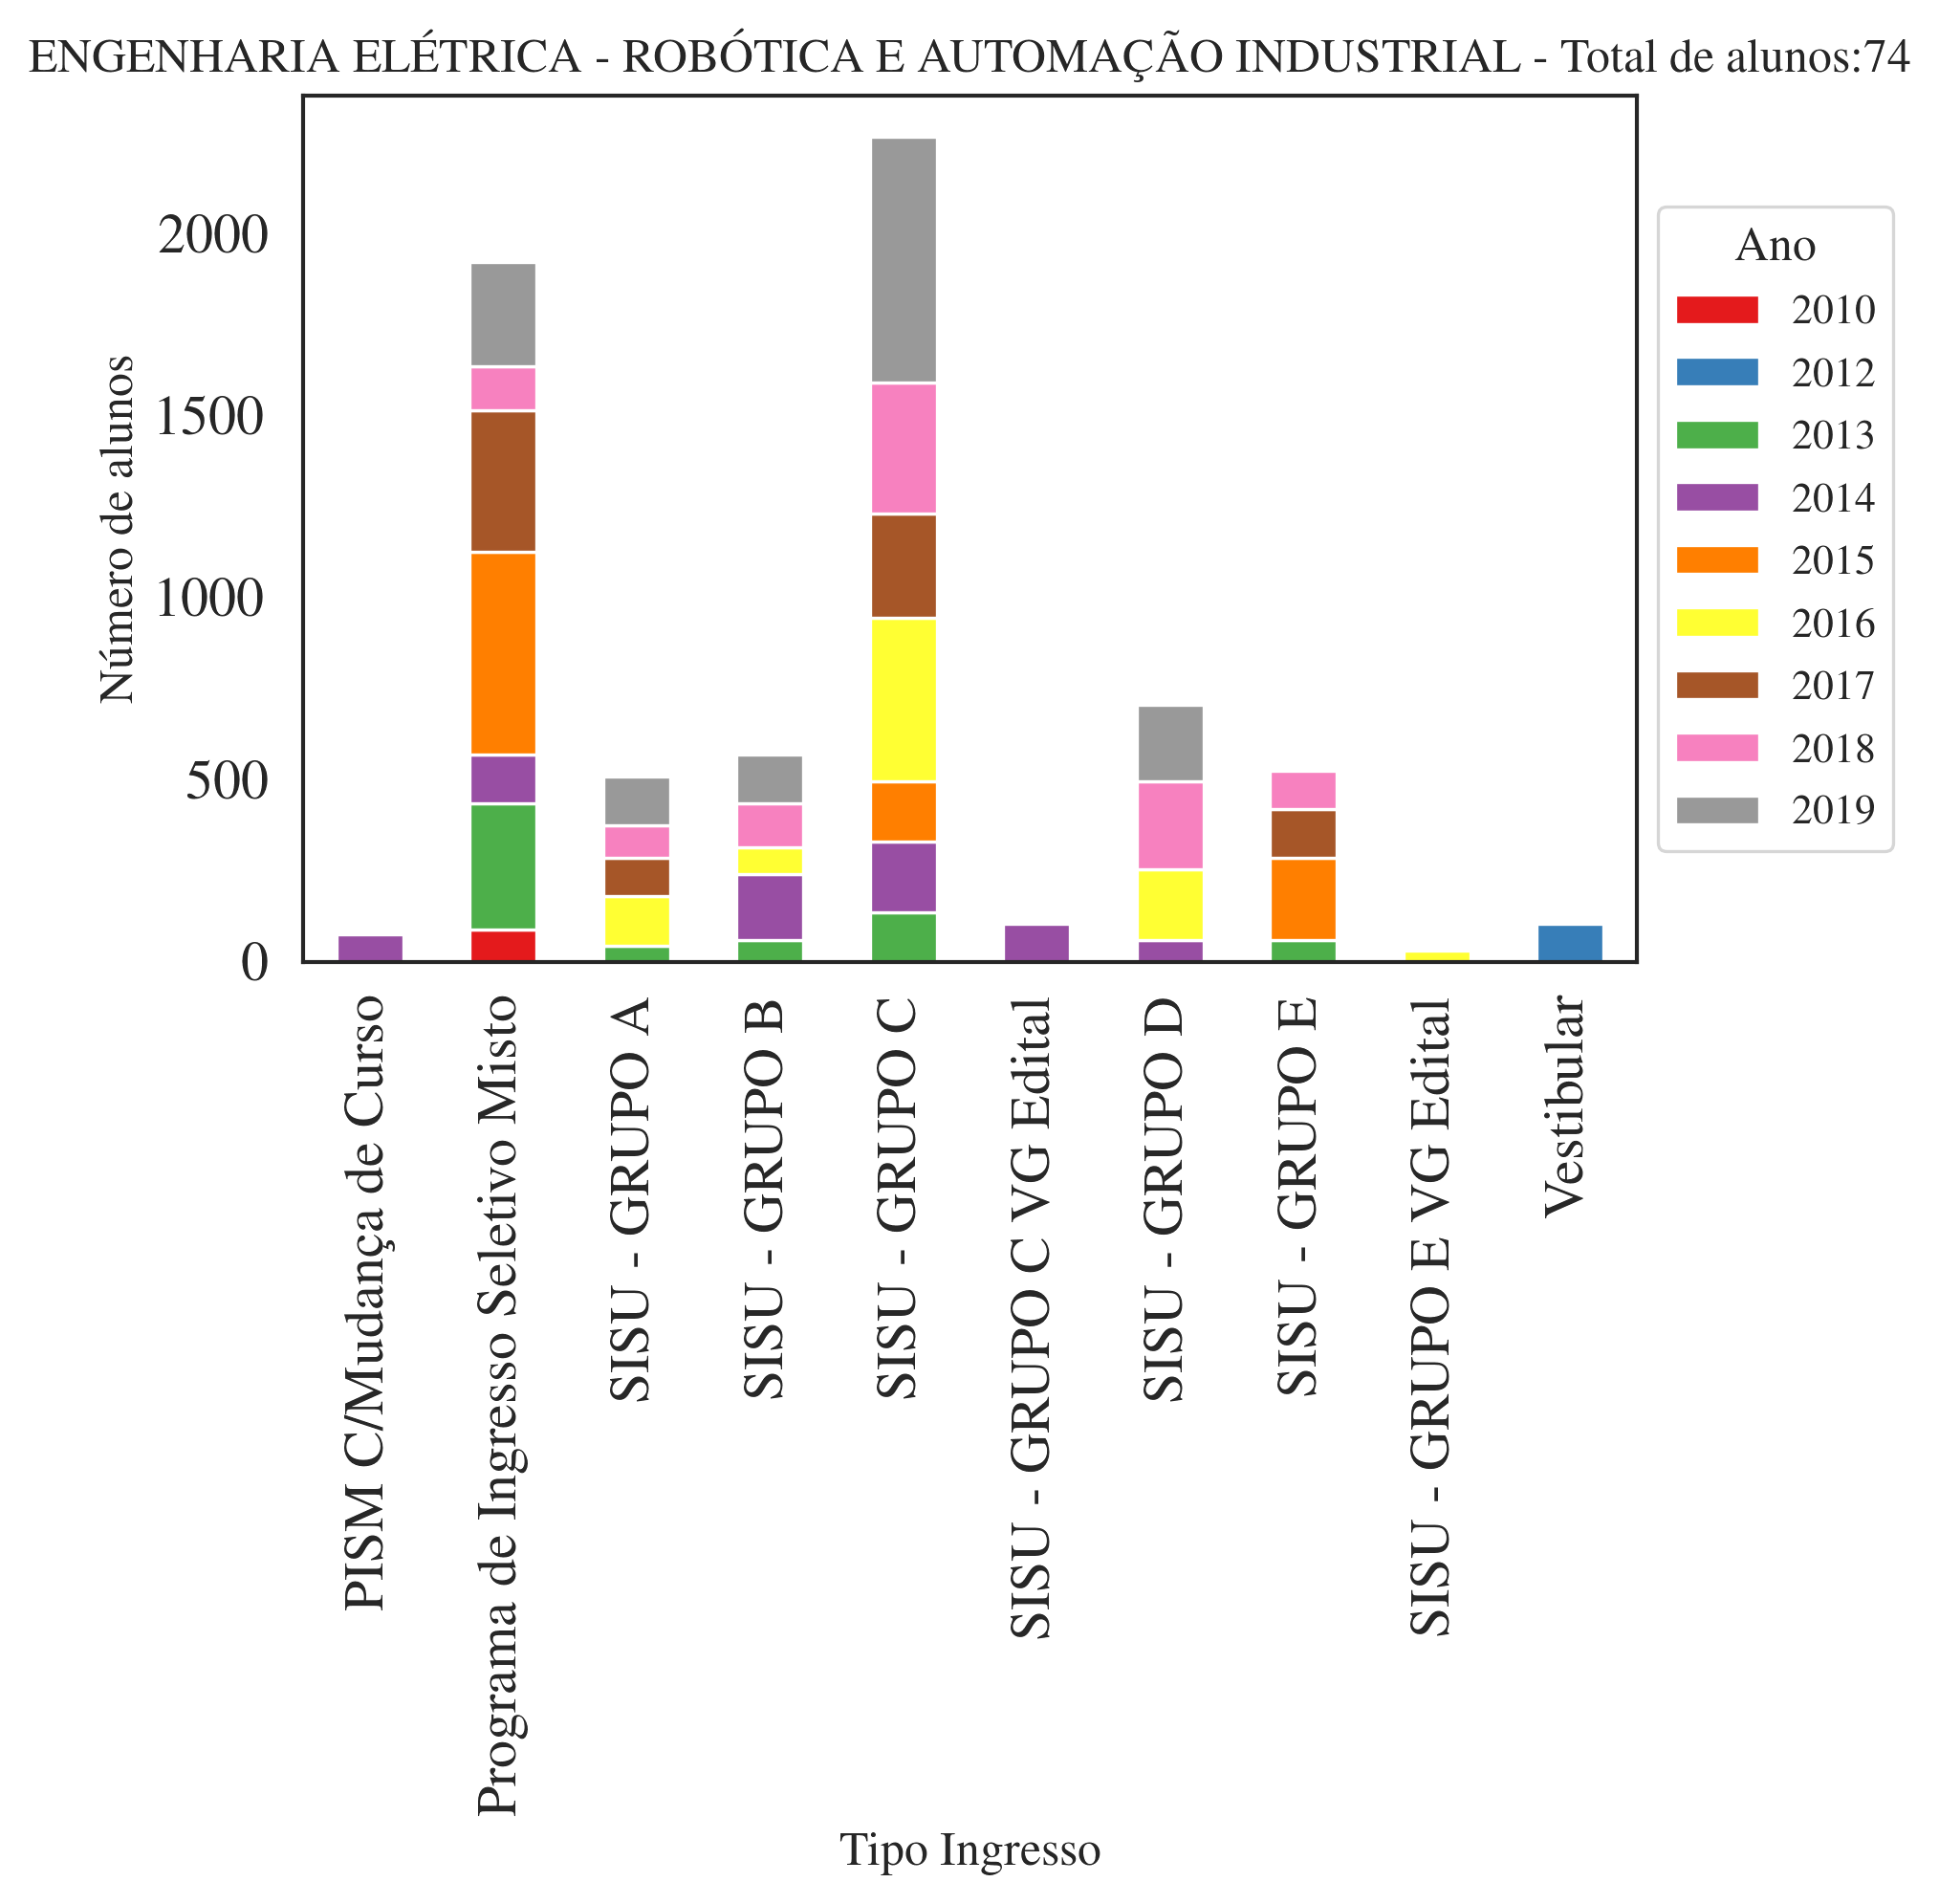 ENGENHARIA ELÉTRICA - ROBÓTICA E AUTOMAÇÃO INDUSTRIAL - Total de alunos:74
Número de alunos
2000
1500
1000
500
0
Ano
2010
2012
2013
2014
2015
2016
2017
2018
2019
PISM C/Mudança de Curso
Programa de Ingresso Seletivo Misto
SISU - GRUPO A
SISU - GRUPO B
SISU - GRUPO C
SISU - GRUPO C VG Edital
SISU - GRUPO D
SISU - GRUPO E
SISU - GRUPO E VG Edital
Vestibular
Tipo Ingresso